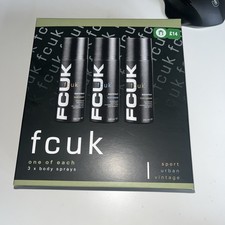 fcuk
£14
FCUK
FCUK
FCUK
fcuk
one of each
3 x body sprays
sport
urban
vintage